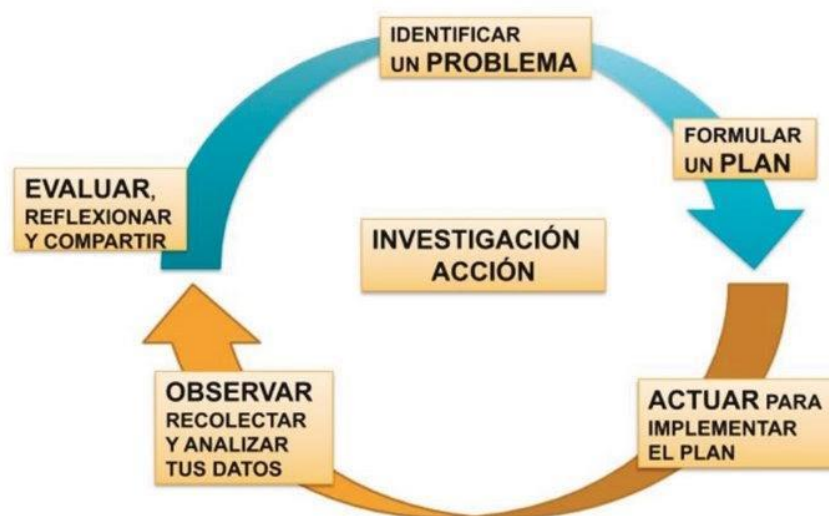 IDENTIFICAR
UN PROBLEMA
FORMULAR
UN PLAN
EVALUAR,
REFLEXIONAR
Y COMPARTIR
INVESTIGACIÓN
ACCIÓN
OBSERVAR
RECOLECTAR
Y ANALIZAR
TUS DATOS
ACTUAR PARA
IMPLEMENTAR
EL PLAN